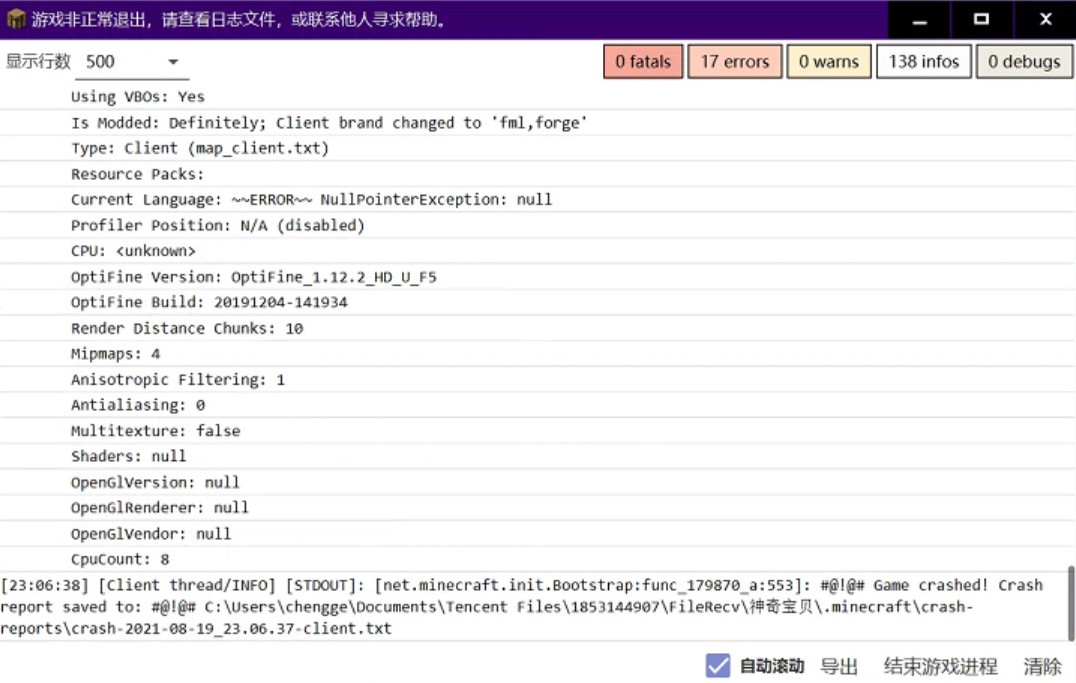 游戏非正常退出，请查看日志文件，或联系他人寻求帮助。
显示行数 500 0 fatals 17 errors 0 warns 138 infos 0 debugs
Using VBOs: Yes
Is Modded: Definitely; Client brand changed to 'fml,forge'
Type: Client (map_client.txt)
Resource Packs:
Current Language: ~~ERROR~~ NullPointerException: null
Profiler Position: N/A (disabled)
CPU: <unknown>
OptiFine Version: OptiFine_1.12.2_HD_U_F5
OptiFine Build: 20191204-141934
Render Distance Chunks: 10
Mipmaps: 4
Anisotropic Filtering: 1
Antialiasing: 0
Multitexture: false
Shaders: null
OpenGlVersion: null
OpenGlRenderer: null
OpenGlVendor: null
CpuCount: 8
[23:06:38] [Client thread/INFO] [STDOUT]: [net.minecraft.init.Bootstrap:func_179870_a:553]: #@!@# Game crashed! Crash
report saved to: #@!@# C:\Users\chengge\Documents\Tencent Files\1853144907\FileRecv\神奇宝贝\.minecraft\crash-
reports\crash-2021-08-19_23.06.37-client.txt
自动滚动 导出 结束游戏进程 清除